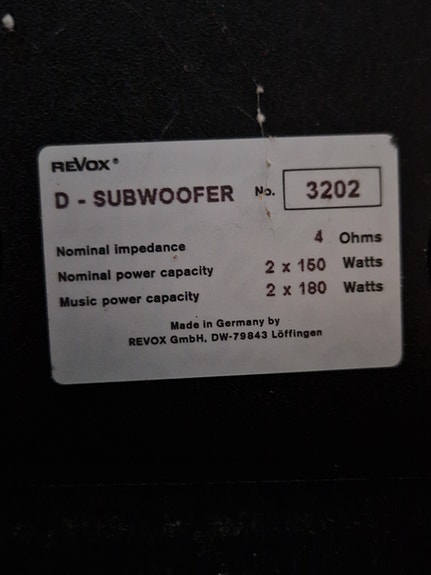 REVOX®
D - SUBWOOFER No. 3202
Nominal impedance 4 Ohms
Nominal power capacity 2 x 150 Watts
Music power capacity 2 x 180 Watts
Made in Germany by
REVOX GmbH, DW-79843 Löffingen